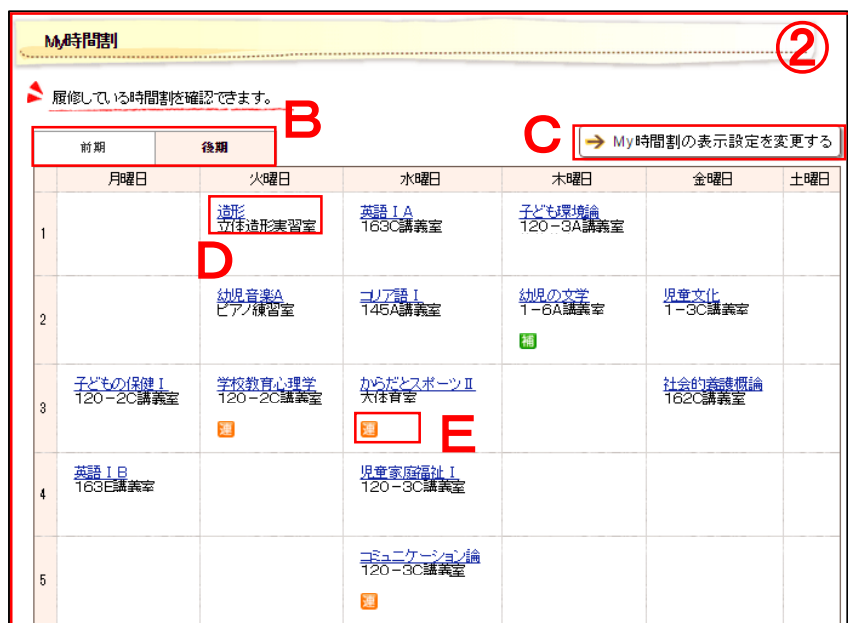 My時間割
②
履修している時間割を確認できます。
B
C
前期 後期
→ My時間割の表示設定を変更する
月曜日 火曜日 水曜日 木曜日 金曜日 土曜日
1
造形
立体造形実習室
英語ⅠA
163C講義室
子ども環境論
120-3A講義室
D
2
幼児音楽A
ピアノ練習室
コリア語Ⅰ
145A講義室
幼児の文学
1-6A講義室
補
児童文化
1-3C講義室
3
子どもの保健Ⅰ
120-2C講義室
学校教育心理学
120-2C講義室
連
からだとスポーツⅡ
大体育室
連
E
社会的養護概論
162C講義室
4
英語ⅠB
163E講義室
児童家庭福祉Ⅰ
120-3C講義室
5
コミュニケーション論
120-3C講義室
連